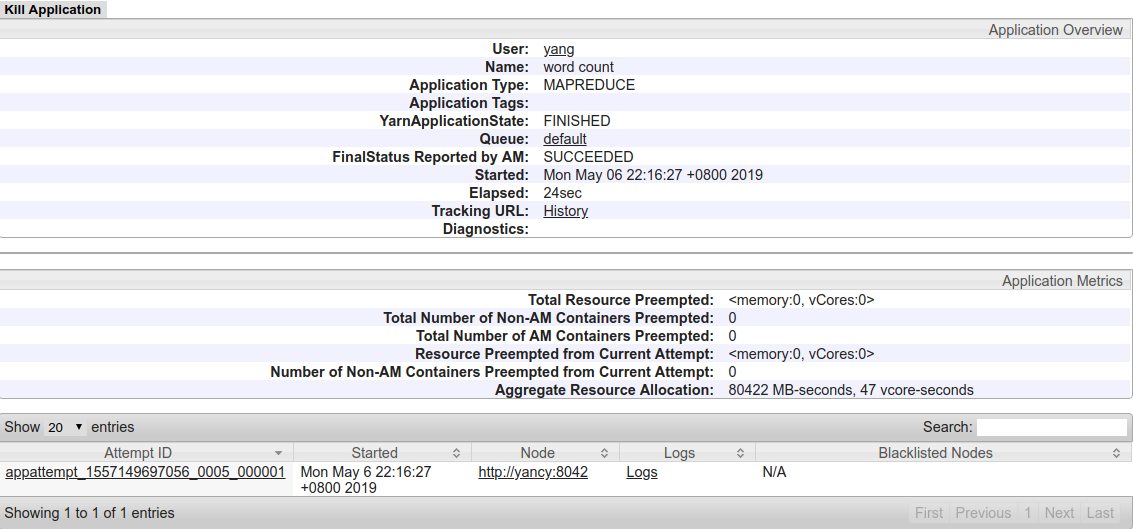 Kill Application
Application Overview
User: yang
Name: word count
Application Type: MAPREDUCE
Application Tags:
YarnApplicationState: FINISHED
Queue: default
FinalStatus Reported by AM: SUCCEEDED
Started: Mon May 06 22:16:27 +0800 2019
Elapsed: 24sec
Tracking URL: History
Diagnostics:
Application Metrics
Total Resource Preempted: <memory:0, vCores:0>
Total Number of Non-AM Containers Preempted: 0
Total Number of AM Containers Preempted: 0
Resource Preempted from Current Attempt: <memory:0, vCores:0>
Number of Non-AM Containers Preempted from Current Attempt: 0
Aggregate Resource Allocation: 80422 MB-seconds, 47 vcore-seconds
Show 20 entries Search:
Attempt ID Started Node Logs Blacklisted Nodes
appattempt_1557149697056_0005_000001 Mon May 6 22:16:27 http://yancy:8042 Logs N/A
+0800 2019
Showing 1 to 1 of 1 entries First Previous 1 Next Last